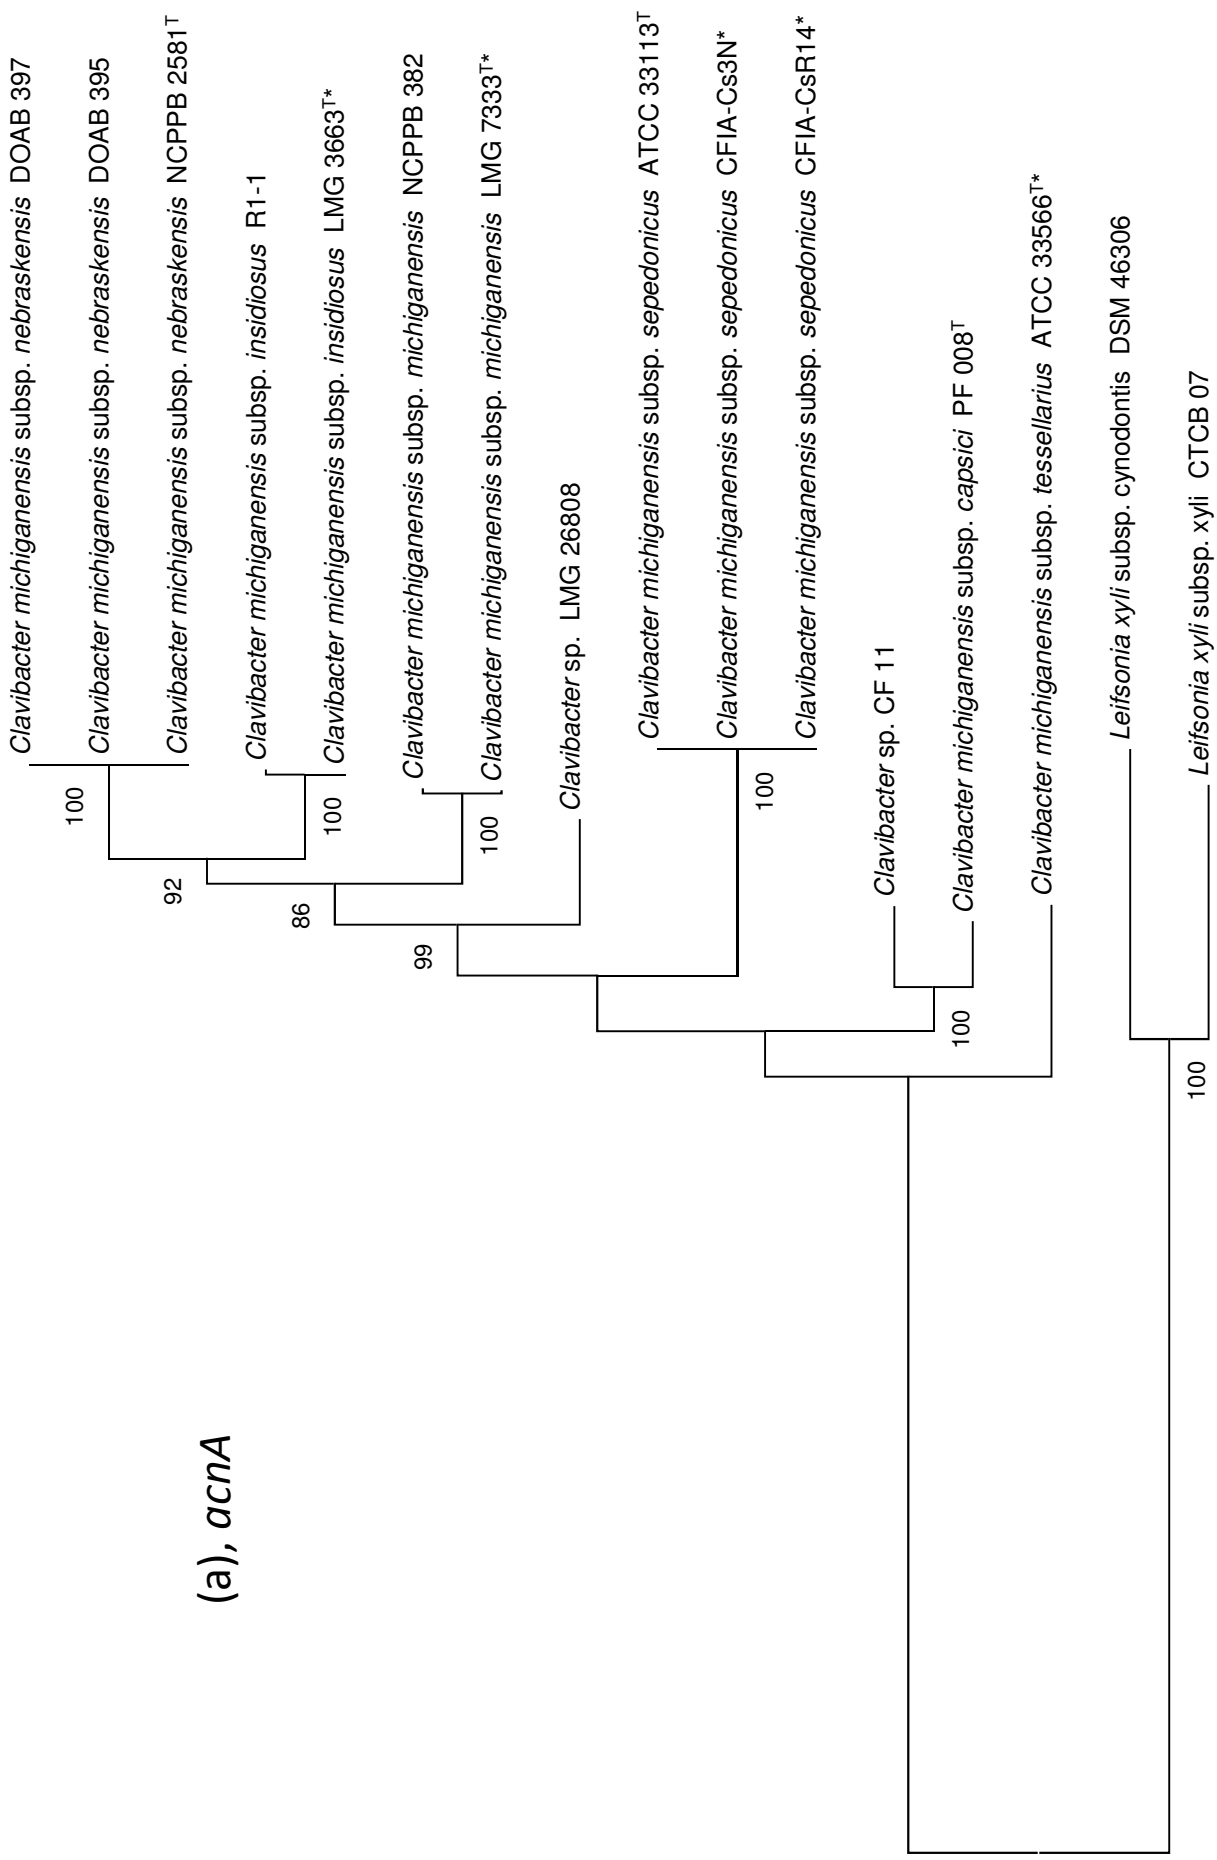 Clavibacter michiganensis subsp. nebraskensis DOAB 397
Clavibacter michiganensis subsp. nebraskensis DOAB 395
Clavibacter michiganensis subsp. nebraskensis NCPPB 2581T
Clavibacter michiganensis subsp. insidiosus R1-1
Clavibacter michiganensis subsp. insidiosus LMG 3663T*
Clavibacter michiganensis subsp. michiganensis NCPPB 382
Clavibacter michiganensis subsp. michiganensis LMG 7333T*
Clavibacter sp. LMG 26808
Clavibacter michiganensis subsp. sepedonicus ATCC 33113T
Clavibacter michiganensis subsp. sepedonicus CFIA-Cs3N*
Clavibacter michiganensis subsp. sepedonicus CFIA-CsR14*
Clavibacter sp. CF 11
Clavibacter michiganensis subsp. capsici PF 008T
Clavibacter michiganensis subsp. tessellarius ATCC 33566T*
Leifsonia xyli subsp. cynodontis DSM 46306
Leifsonia xyli subsp. xyli CTCB 07
100
92
100
86
100
99
100
100
100
(a), acnA